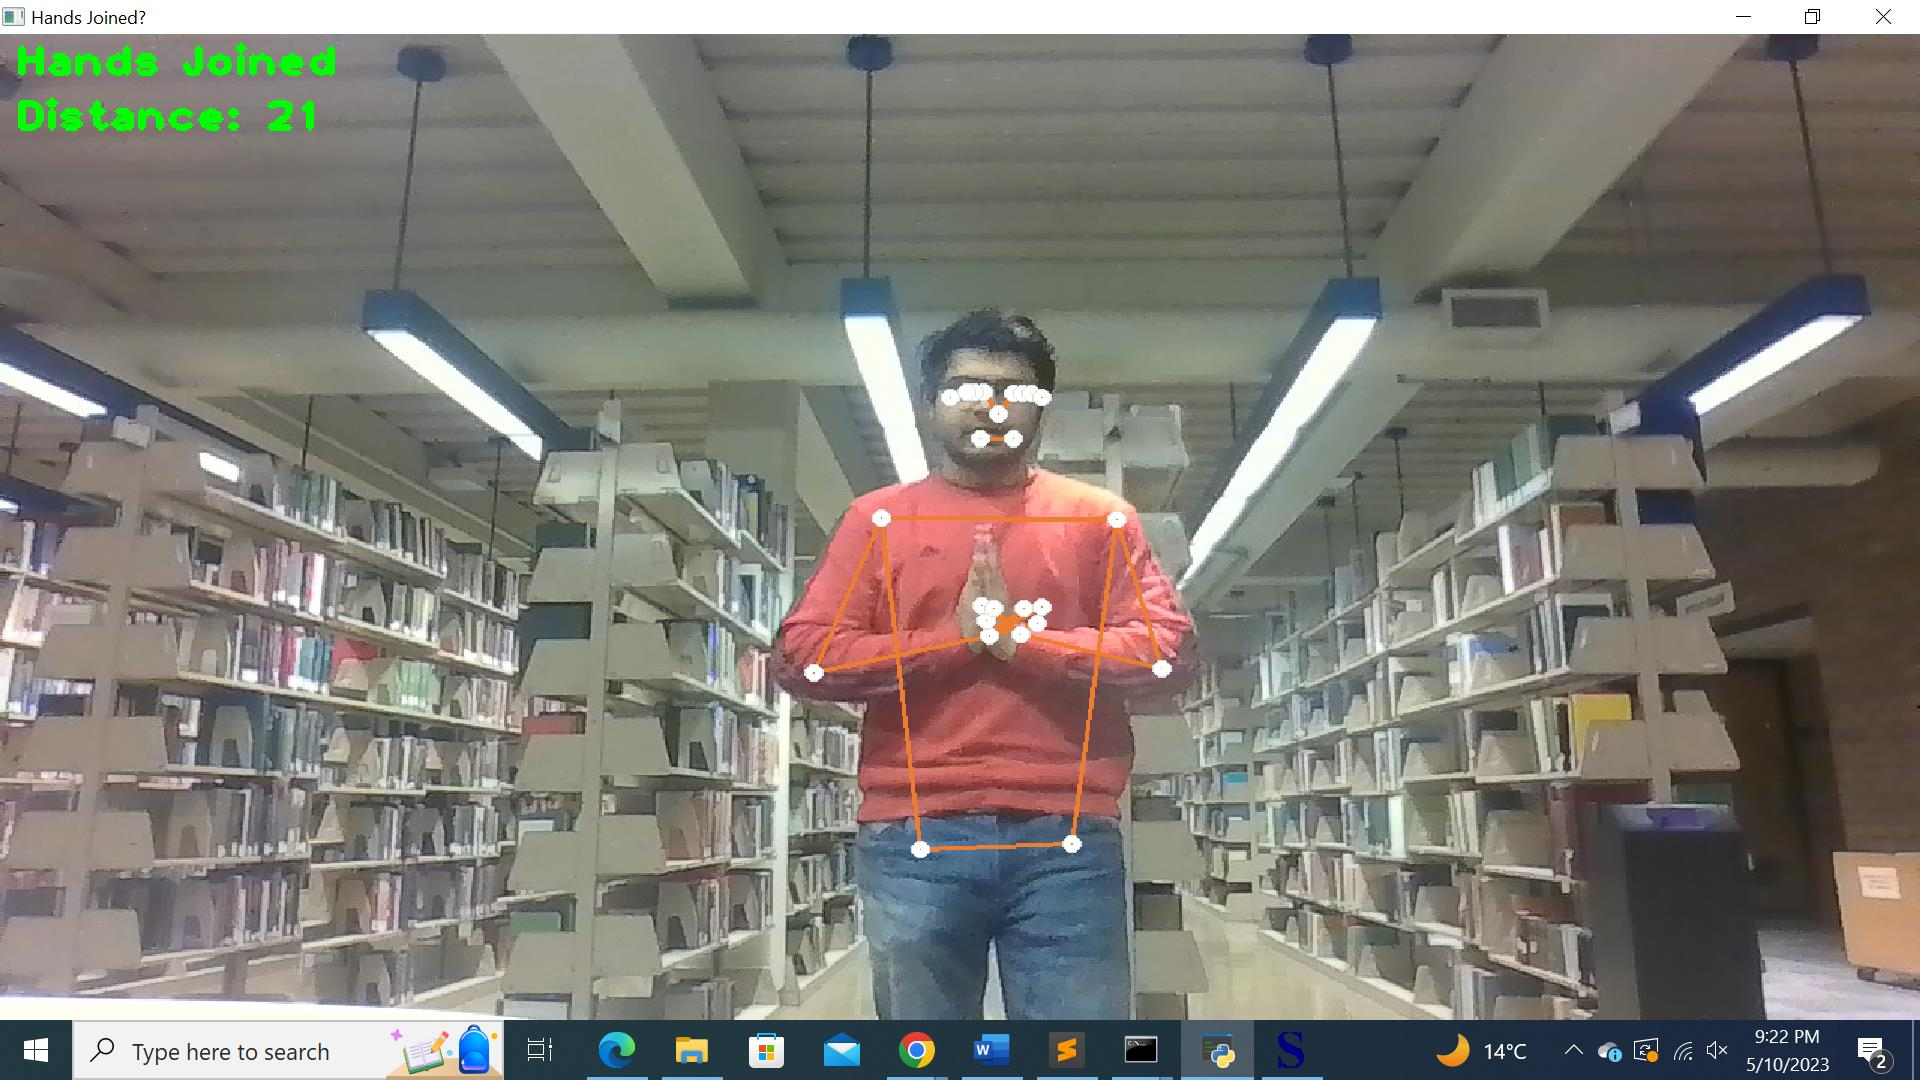 Hands Joined?
Hands Joined
Distance: 21
Type here to search
14°C
9:22 PM
5/10/2023
2